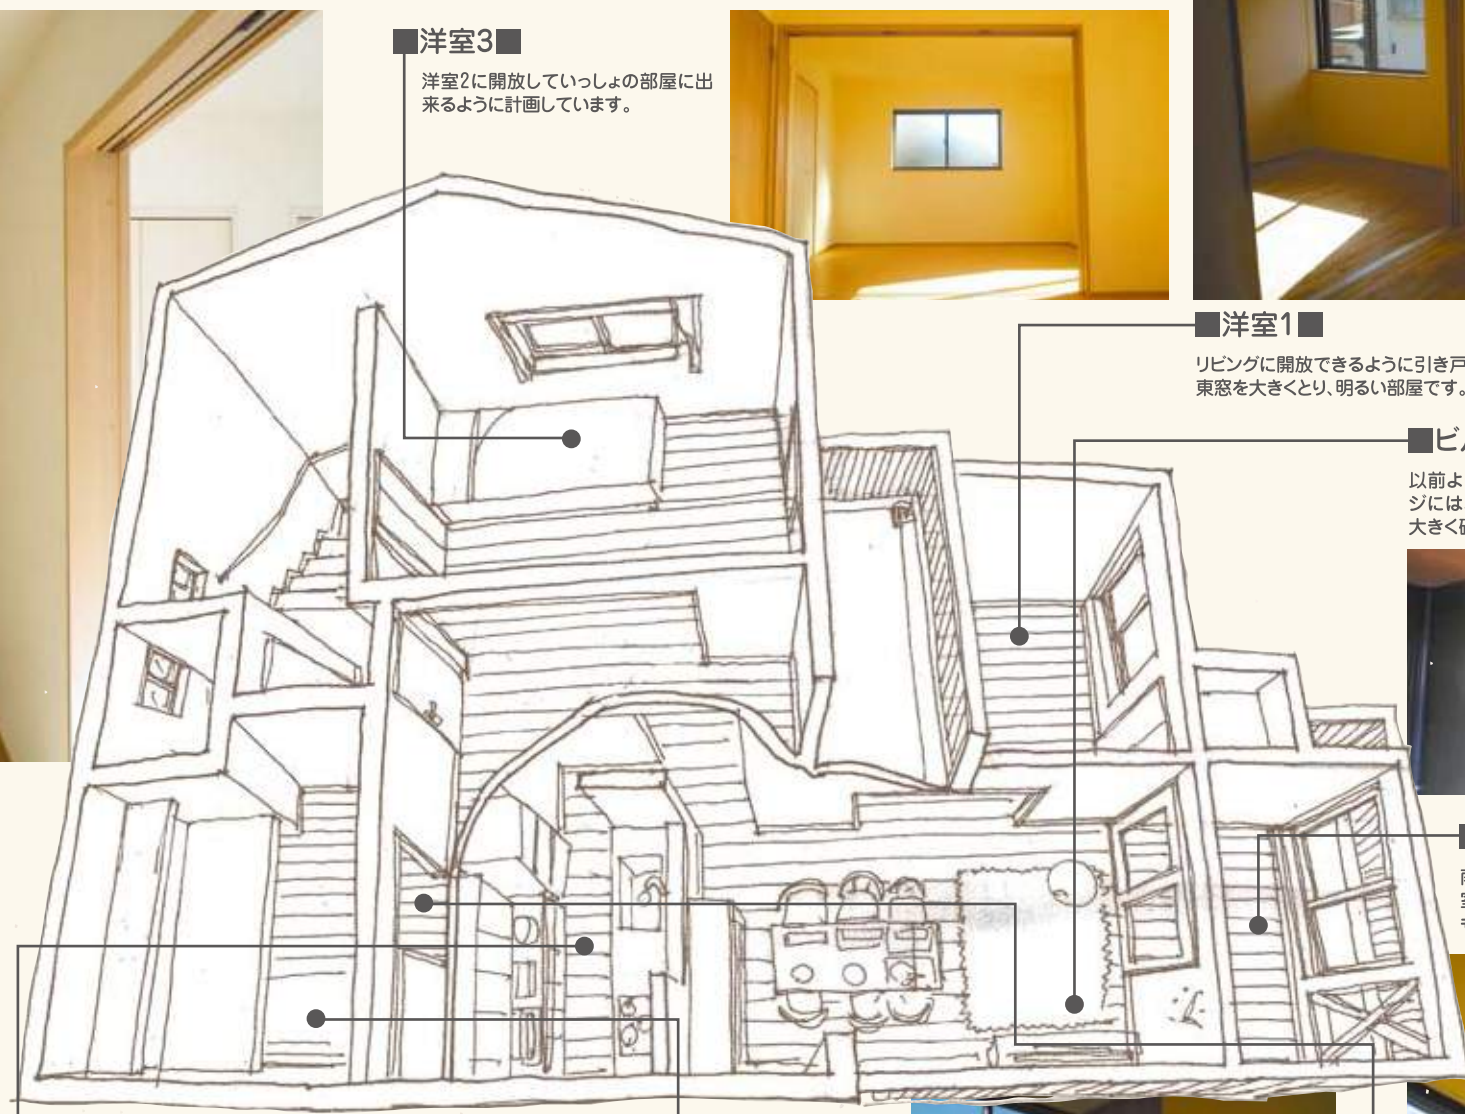 ■洋室3■
洋室2に開放していっしょの部屋に出
来るように計画しています。
■洋室1■
リビングに開放できるように引き戸
東窓を大きくとり、明るい部屋です。
■ビ
以前よ
ジには
大きく